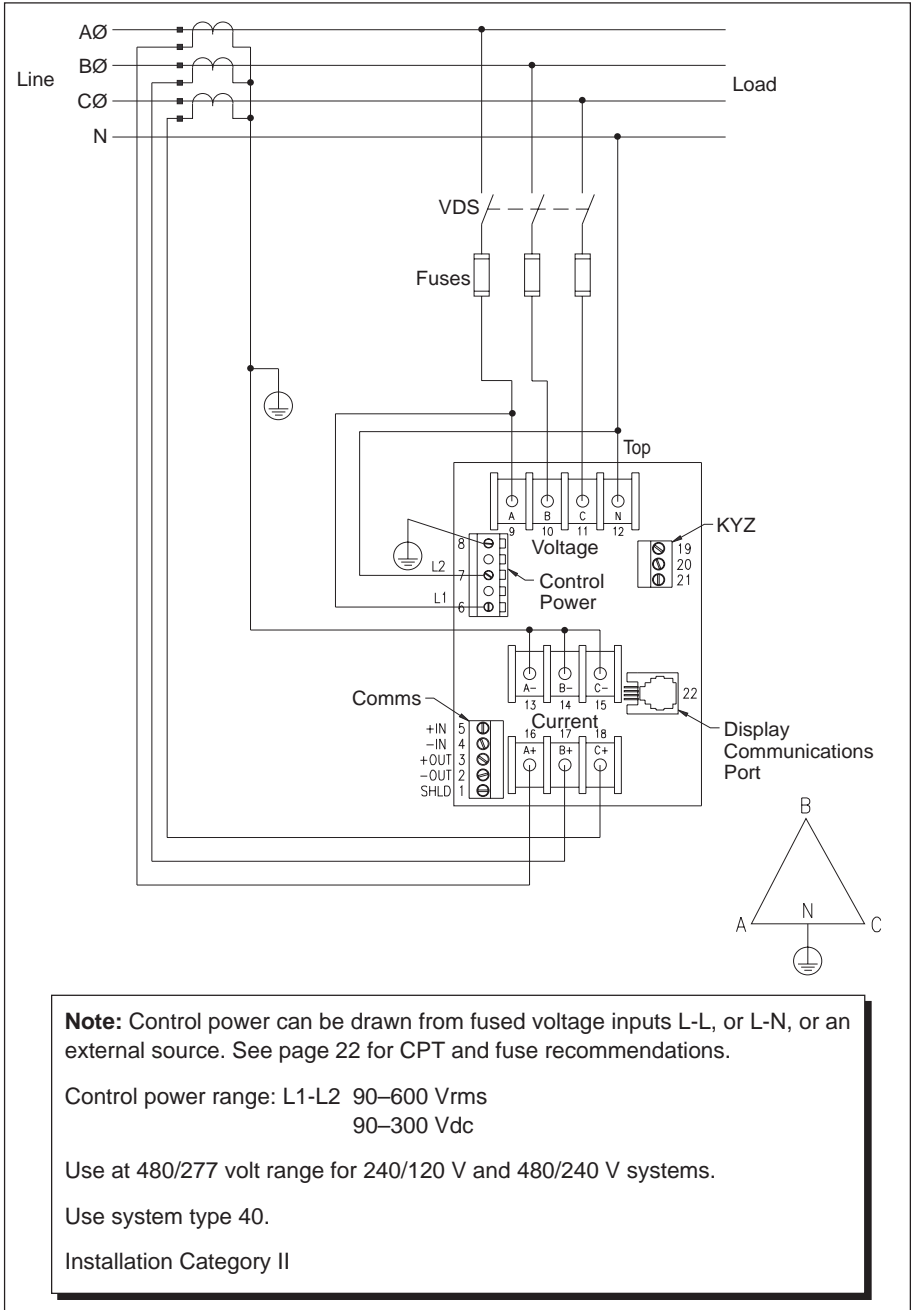 AØ
BØ
Line
CØ
Load
N
VDS
Fuses
Top
A B C N
9 10 11 12
Voltage
KYZ
8
L2 7
L1 6
Control
Power
19
20
21
A- B- C-
13 14 15
22
Comms
Current
16 17 18
A+ B+ C+
+IN 5
-IN 4
+OUT 3
-OUT 2
SHLD 1
Display
Communications
Port
B
A N C
Note: Control power can be drawn from fused voltage inputs L-L, or L-N, or an
external source. See page 22 for CPT and fuse recommendations.
Control power range: L1-L2 90–600 Vrms
90–300 Vdc
Use at 480/277 volt range for 240/120 V and 480/240 V systems.
Use system type 40.
Installation Category II